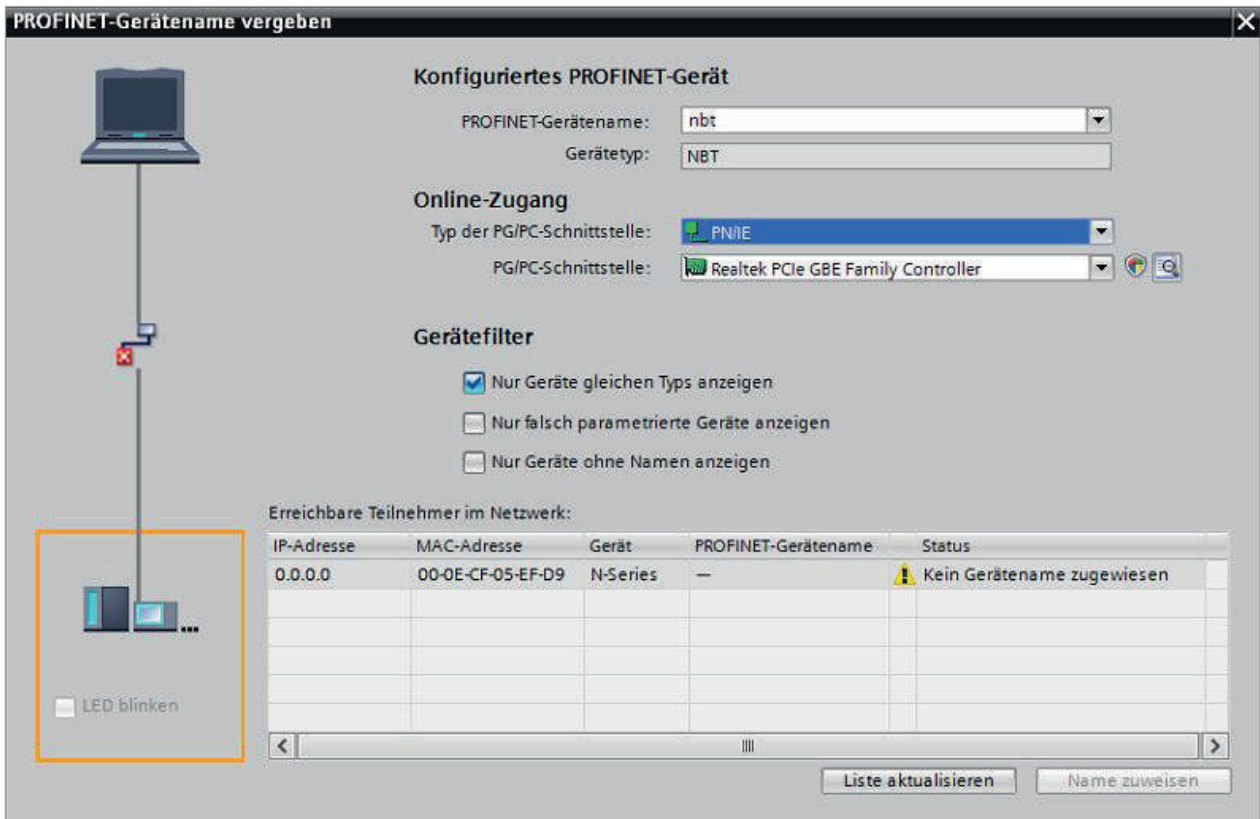 PROFINET-Gerätename vergeben
Konfiguriertes PROFINET-Gerät
PROFINET-Gerätename: nbt
Gerätetyp: NBT
Online-Zugang
Typ der PG/PC-Schnittstelle: PN/IE
PG/PC-Schnittstelle: Realtek PCIe GBE Family Controller
Gerätefilter
Nur Geräte gleichen Typs anzeigen
Nur falsch parametrierte Geräte anzeigen
Nur Geräte ohne Namen anzeigen
Erreichbare Teilnehmer im Netzwerk:
IP-Adresse MAC-Adresse Gerät PROFINET-Gerätename Status
0.0.0.0 00-0E-CF-05-EF-D9 N-Series — Kein Gerätename zugewiesen
LED blinken
Liste aktualisieren Name zuweisen